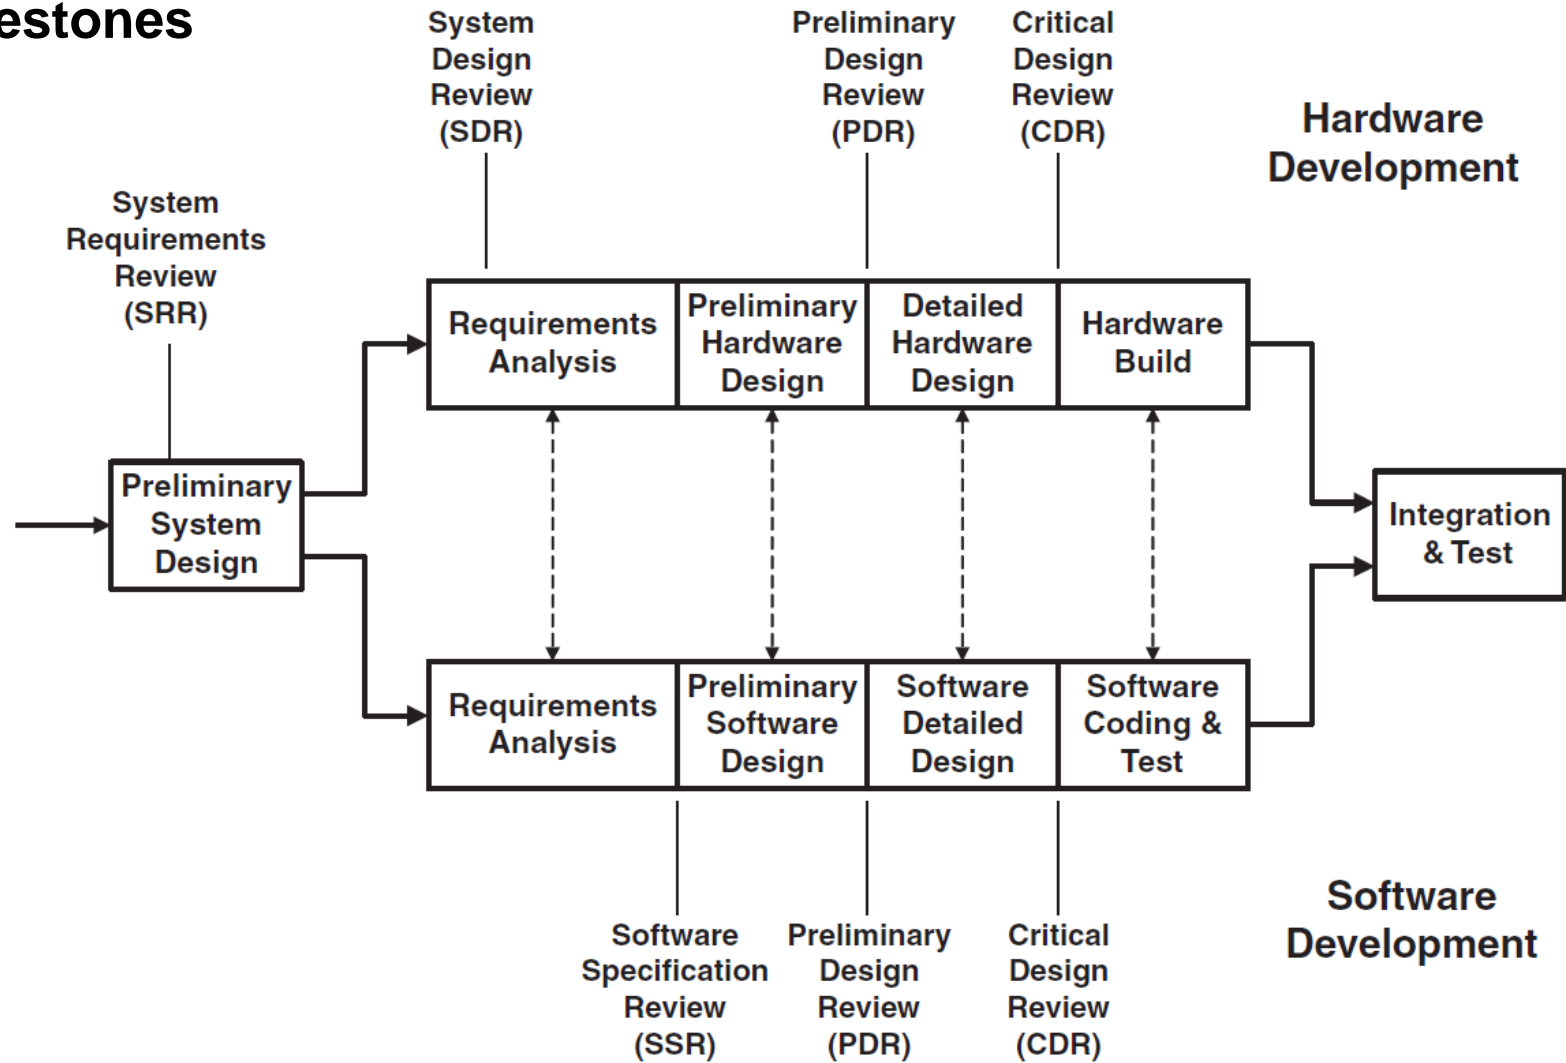 estones
System
Design
Review
(SDR)
Preliminary
Design
Review
(PDR)
Critical
Design
Review
(CDR)
Hardware
Development
System
Requirements
Review
(SRR)
Requirements
Analysis
Preliminary
Hardware
Design
Detailed
Hardware
Design
Hardware
Build
Preliminary
System
Design
Integration
& Test
Requirements
Analysis
Preliminary
Software
Design
Software
Detailed
Design
Software
Coding &
Test
Software
Development
Software
Specification
Review
(SSR)
Preliminary
Design
Review
(PDR)
Critical
Design
Review
(CDR)